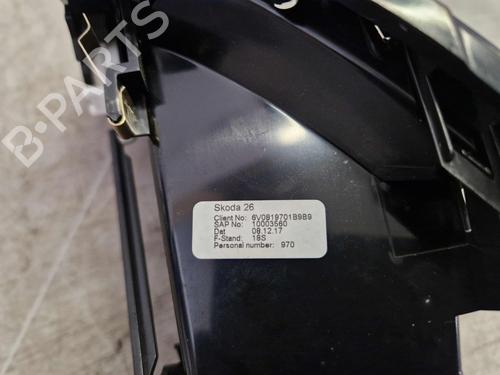 B-PARTS
Skoda 26
Client No: 6V0819701B9B9
SAP No: 10003560
Dat 08.12.17
F-Stand: 18S
Personal number: 970